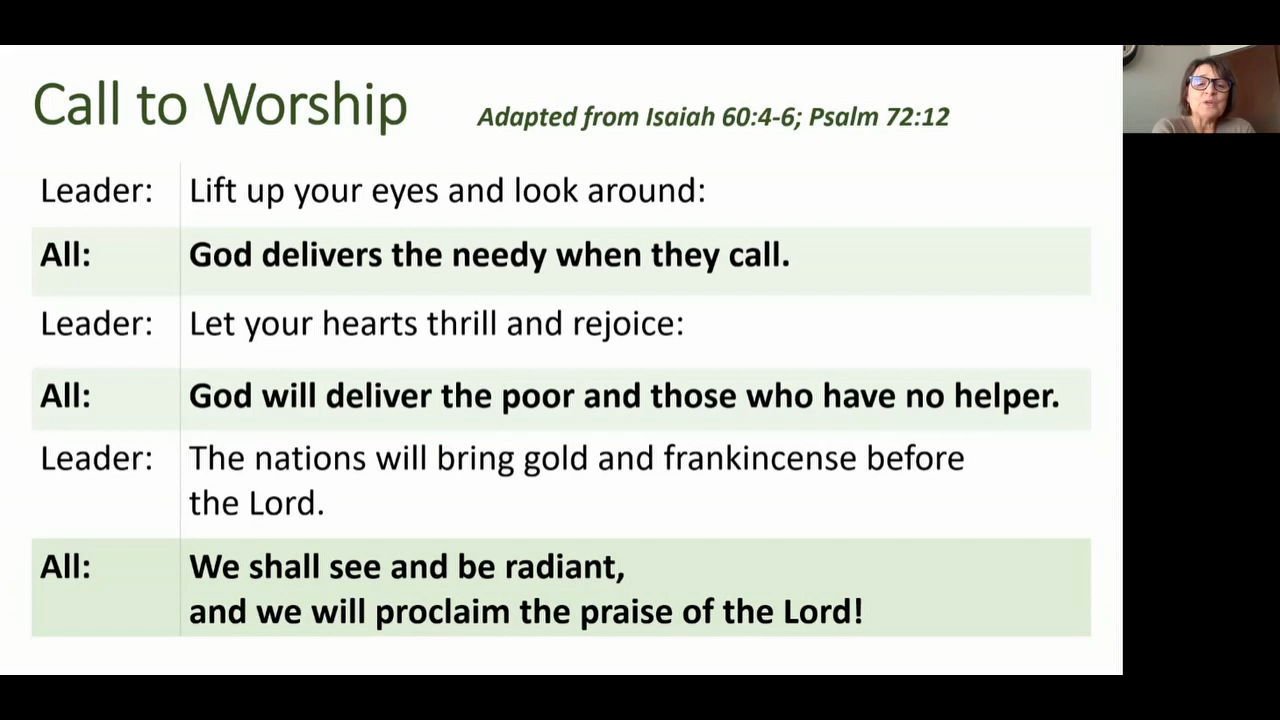 Call to Worship Adapted from Isaiah 60:4-6; Psalm 72:12
Leader: Lift up your eyes and look around:
All: God delivers the needy when they call.
Leader: Let your hearts thrill and rejoice:
All: God will deliver the poor and those who have no helper.
Leader: The nations will bring gold and frankincense before
the Lord.
All: We shall see and be radiant,
and we will proclaim the praise of the Lord!